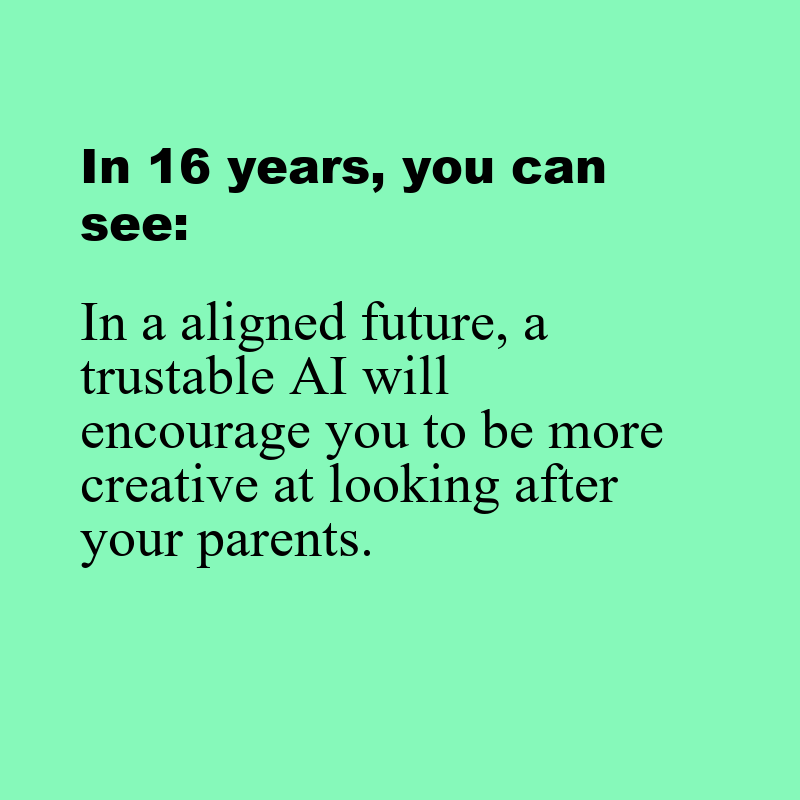 In 16 years, you can
see:
In a aligned future, a
trustable AI will
encourage you to be more
creative at looking after
your parents.